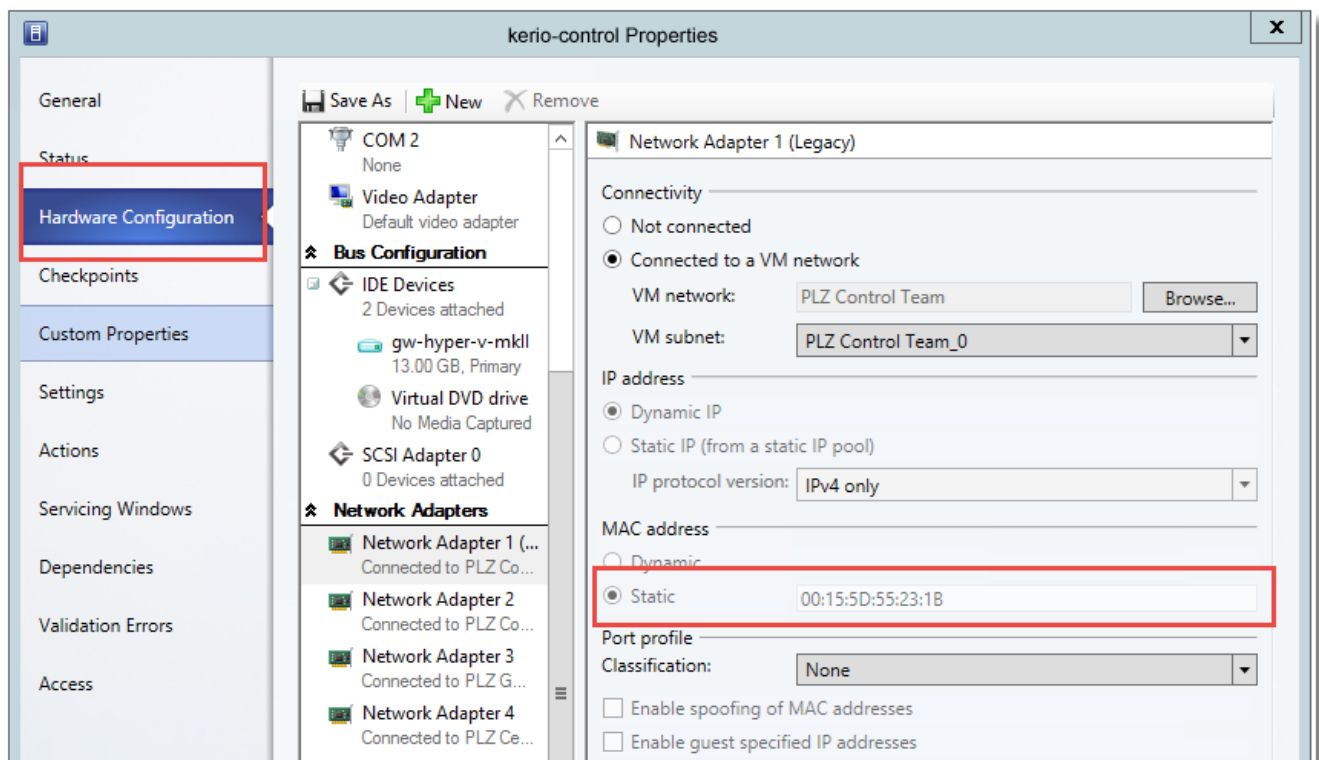 kerio-control Properties
x
General
Status
Hardware Configuration
Checkpoints
Custom Properties
Settings
Actions
Servicing Windows
Dependencies
Validation Errors
Access
Save As New Remove
COM 2
None
Video Adapter
Default video adapter
Bus Configuration
IDE Devices
2 Devices attached
gw-hyper-v-mkII
13.00 GB, Primary
Virtual DVD drive
No Media Captured
SCSI Adapter 0
0 Devices attached
Network Adapters
Network Adapter 1 (...
Connected to PLZ Co...
Network Adapter 2
Connected to PLZ Co...
Network Adapter 3
Connected to PLZ G...
Network Adapter 4
Connected to PLZ Ce...
Network Adapter 1 (Legacy)
Connectivity
Not connected
Connected to a VM network
VM network: PLZ Control Team Browse...
VM subnet: PLZ Control Team_0
IP address
Dynamic IP
Static IP (from a static IP pool)
IP protocol version: IPv4 only
MAC address
Dynamic
Static 00:15:5D:55:23:1B
Port profile
Classification: None
Enable spoofing of MAC addresses
Enable guest specified IP addresses